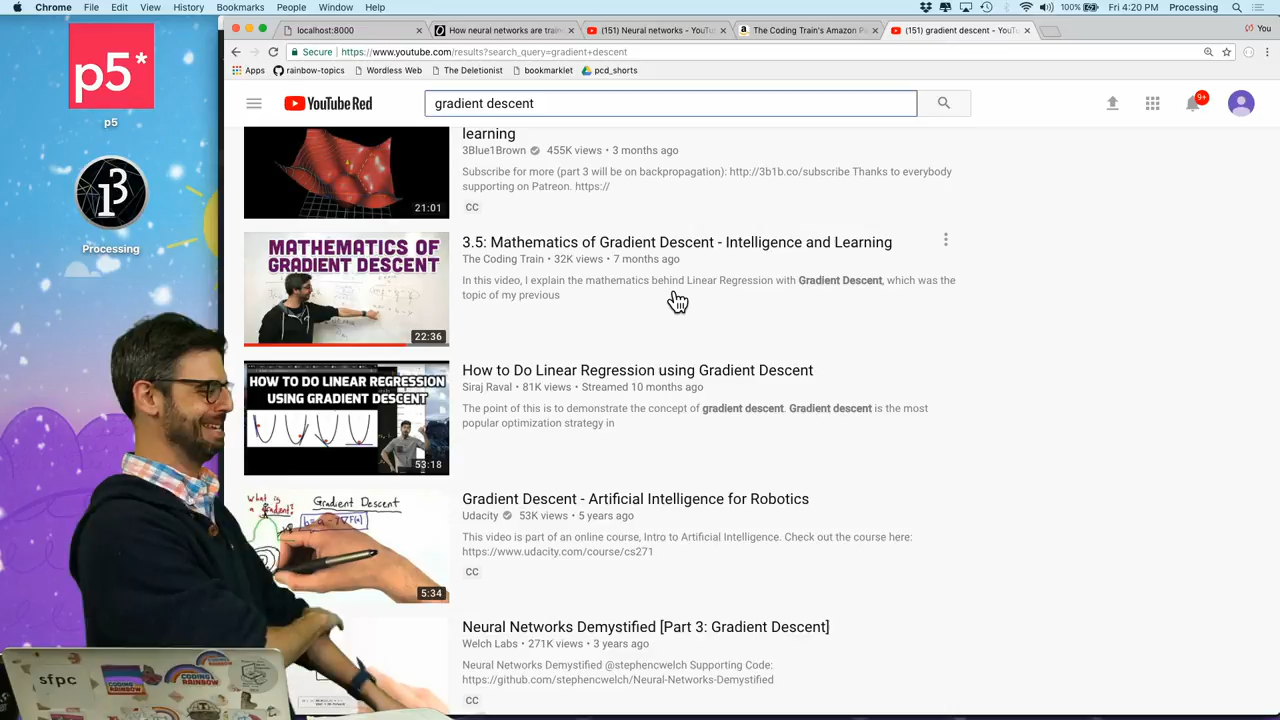 Chrome File Edit View History Bookmarks People Window Help
100% Fri 4:20 PM Processing
p5*
p5
Processing
localhost:8000
How neural networks are train
(151) Neural networks - YouTu
The Coding Train's Amazon P
(151) gradient descent - YouTu
You
Secure https://www.youtube.com/results?search_query=gradient+descent
Apps rainbow-topics Wordless Web The Deletionist bookmarklet pcd_shorts
YouTube Red
gradient descent
9+
learning
3Blue1Brown 455K views • 3 months ago
Subscribe for more (part 3 will be on backpropagation): http://3b1b.co/subscribe Thanks to everybody
supporting on Patreon. https://
CC
21:01
3.5: Mathematics of Gradient Descent - Intelligence and Learning
The Coding Train • 32K views • 7 months ago
In this video, I explain the mathematics behind Linear Regression with Gradient Descent, which was the
topic of my previous
MATHEMATICS OF
GRADIENT DESCENT
22:36
How to Do Linear Regression using Gradient Descent
Siraj Raval • 81K views • Streamed 10 months ago
The point of this is to demonstrate the concept of gradient descent. Gradient descent is the most
popular optimization strategy in
HOW TO DO LINEAR REGRESSION
USING GRADIENT DESCENT
53:18
Gradient Descent - Artificial Intelligence for Robotics
Udacity 53K views • 5 years ago
This video is part of an online course, Intro to Artificial Intelligence. Check out the course here:
https://www.udacity.com/course/cs271
CC
What is
a gradient?
Gradient Descent
5:34
Neural Networks Demystified [Part 3: Gradient Descent]
Welch Labs • 271K views • 3 years ago
Neural Networks Demystified @stephencwelch Supporting Code:
https://github.com/stephencwelch/Neural-Networks-Demystified
CC
sfpc
CODING
RAINBOW
CODING RAINBOW